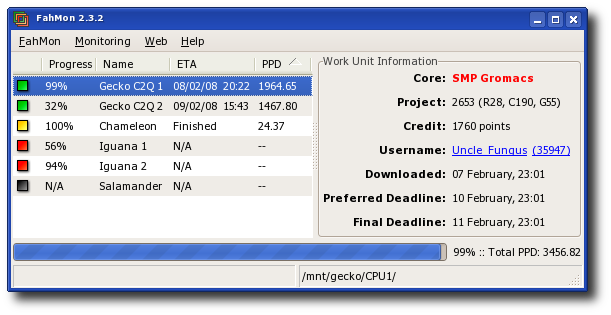 FahMon 2.3.2
FahMon Monitoring Web Help
Progress Name ETA PPD
99% Gecko C2Q 1 08/02/08 20:22 1964.65
32% Gecko C2Q 2 09/02/08 15:43 1467.80
100% Chameleon Finished 24.37
56% Iguana 1 N/A --
94% Iguana 2 N/A --
N/A Salamander N/A --
Work Unit Information
Core: SMP Gromacs
Project: 2653 (R28, C190, G55)
Credit: 1760 points
Username: Uncle_Fungus (35947)
Downloaded: 07 February, 23:01
Preferred Deadline: 10 February, 23:01
Final Deadline: 11 February, 23:01
99% :: Total PPD: 3456.82
/mnt/gecko/CPU1/